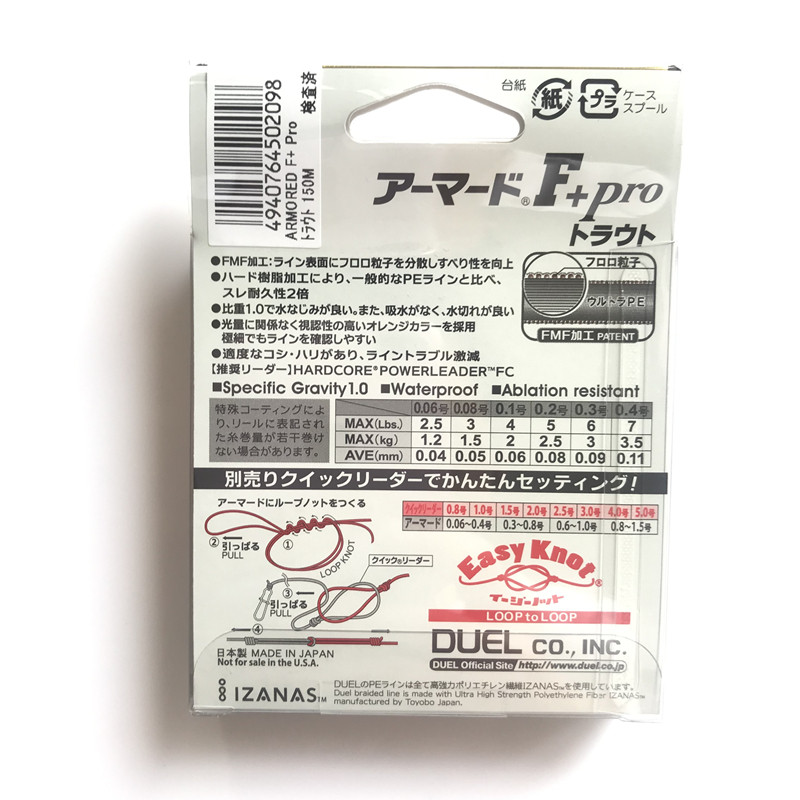 4940764502098
ARMORED F+ Pro
トラウト 150M
検査済
台紙
紙
プラ
ケース
スプール
アーマード® F+pro
トラウト
●FMF加工:ライン表面にフロロ粒子を分散しすべり性を向上
●ハード樹脂加工により、一般的なPEラインと比べ、
スレ耐久性2倍
●比重1.0で水なじみが良い。また、吸水がなく、水切れが良い
●光量に関係なく視認性の高いオレンジカラーを採用
極細でもラインを確認しやすい
●適度なコシ・ハリがあり、ライントラブル激減
【推奨リーダー】HARDCORE® POWERLEADER™FC
フロロ粒子
ウルトラPE
FMF加工 PATENT
■Specific Gravity1.0 ■Waterproof ■Ablation resistant
特殊コーティングによ
り、リールに表記され
た糸巻量が若干巻けな
い場合があります。
0.06号 0.08号 0.1号 0.2号 0.3号 0.4号
MAX(Lbs.) 2.5 3 4 5 6 7
MAX(kg) 1.2 1.5 2 2.5 3 3.5
AVE(mm) 0.04 0.05 0.06 0.08 0.09 0.11
別売りクイックリーダーでかんたんセッティング!
アーマードにループノットをつくる
②
引っぱる
PULL
①
LOOP KNOT
クイック®リーダー
③
引っぱる
PULL
④
クイックリーダー 0.8号 1.0号 1.5号 2.0号 2.5号 3.0号 4.0号 5.0号
アーマード 0.06~0.4号 0.3~0.8号 0.6~1.0号 0.8~1.5号
Easy Knot®
イージーノット
LOOP to LOOP
日本製 MADE IN JAPAN
Not for sale in the U.S.A.
DUEL CO., INC.
DUEL Official Site http://www.duel.co.jp
IZANAS™
DUELのPEラインは全て高強力ポリエチレン繊維IZANAS™を使用しています。
Duel braided line is made with Ultra High Strength Polyethylene Fiber IZANAS™
manufactured by Toyobo Japan.